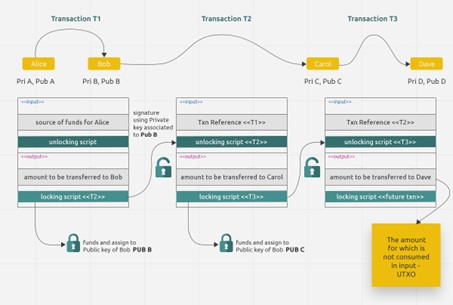 Transaction T1
Transaction T2
Transaction T3
Alice
Bob
Carol
Dave
Pri A, Pub A
Pri B, Pub B
Pri C, Pub C
Pri D, Pub D
<<input>>
source of funds for Alice
unlocking script
<<output>>
amount to be transferred to Bob
locking script <<T2>>
signature
using Private
key associated
to Pub B
<<input>>
Txn Reference <<T1>>
unlocking script <<T2>>
<<output>>
amount to be transferred to Carol
locking script <<T3>>
<<input>>
Txn Reference <<T2>>
unlocking script <<T3>>
<<output>>
amount to be transferred to Dave
locking script <<future txn>>
funds and assign to
Public key of Bob PUB B
funds and assign to
Public key of Bob PUB C
The amount
for which is
not consumed
in input -
UTXO